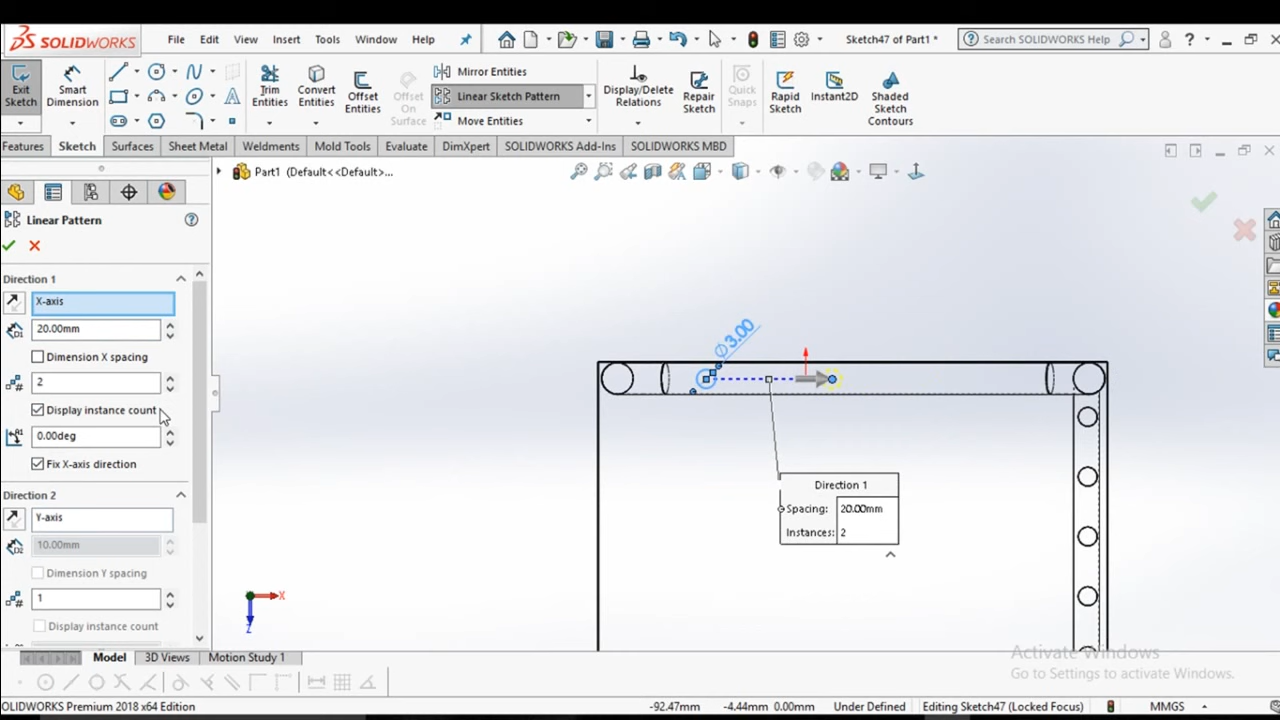 SOLIDWORKS File Edit View Insert Tools Window Help Sketch47 of Part1 * Search SOLIDWORKS Help
Exit Sketch Smart Dimension Trim Entities Convert Entities Offset Entities Offset On Surface Mirror Entities Linear Sketch Pattern Move Entities Display/Delete Relations Repair Sketch Quick Snaps Rapid Sketch Instant2D Shaded Sketch Contours
Features Sketch Surfaces Sheet Metal Weldments Mold Tools Evaluate DimXpert SOLIDWORKS Add-Ins SOLIDWORKS MBD
Part1 (Default<<Default>...
Linear Pattern
Direction 1
X-axis
20.00mm
Dimension X spacing
2
Display instance count
0.00deg
Fix X-axis direction
Direction 2
Y-axis
10.00mm
Dimension Y spacing
1
Display instance count
Ø3.00
Direction 1
Spacing: 20.00mm
Instances: 2
X
Z
Activate Windows
Go to Settings to activate Windows.
Model 3D Views Motion Study 1
SOLIDWORKS Premium 2018 x64 Edition -92.47mm -4.44mm 0.00mm Under Defined Editing Sketch47 (Locked Focus) MMGS